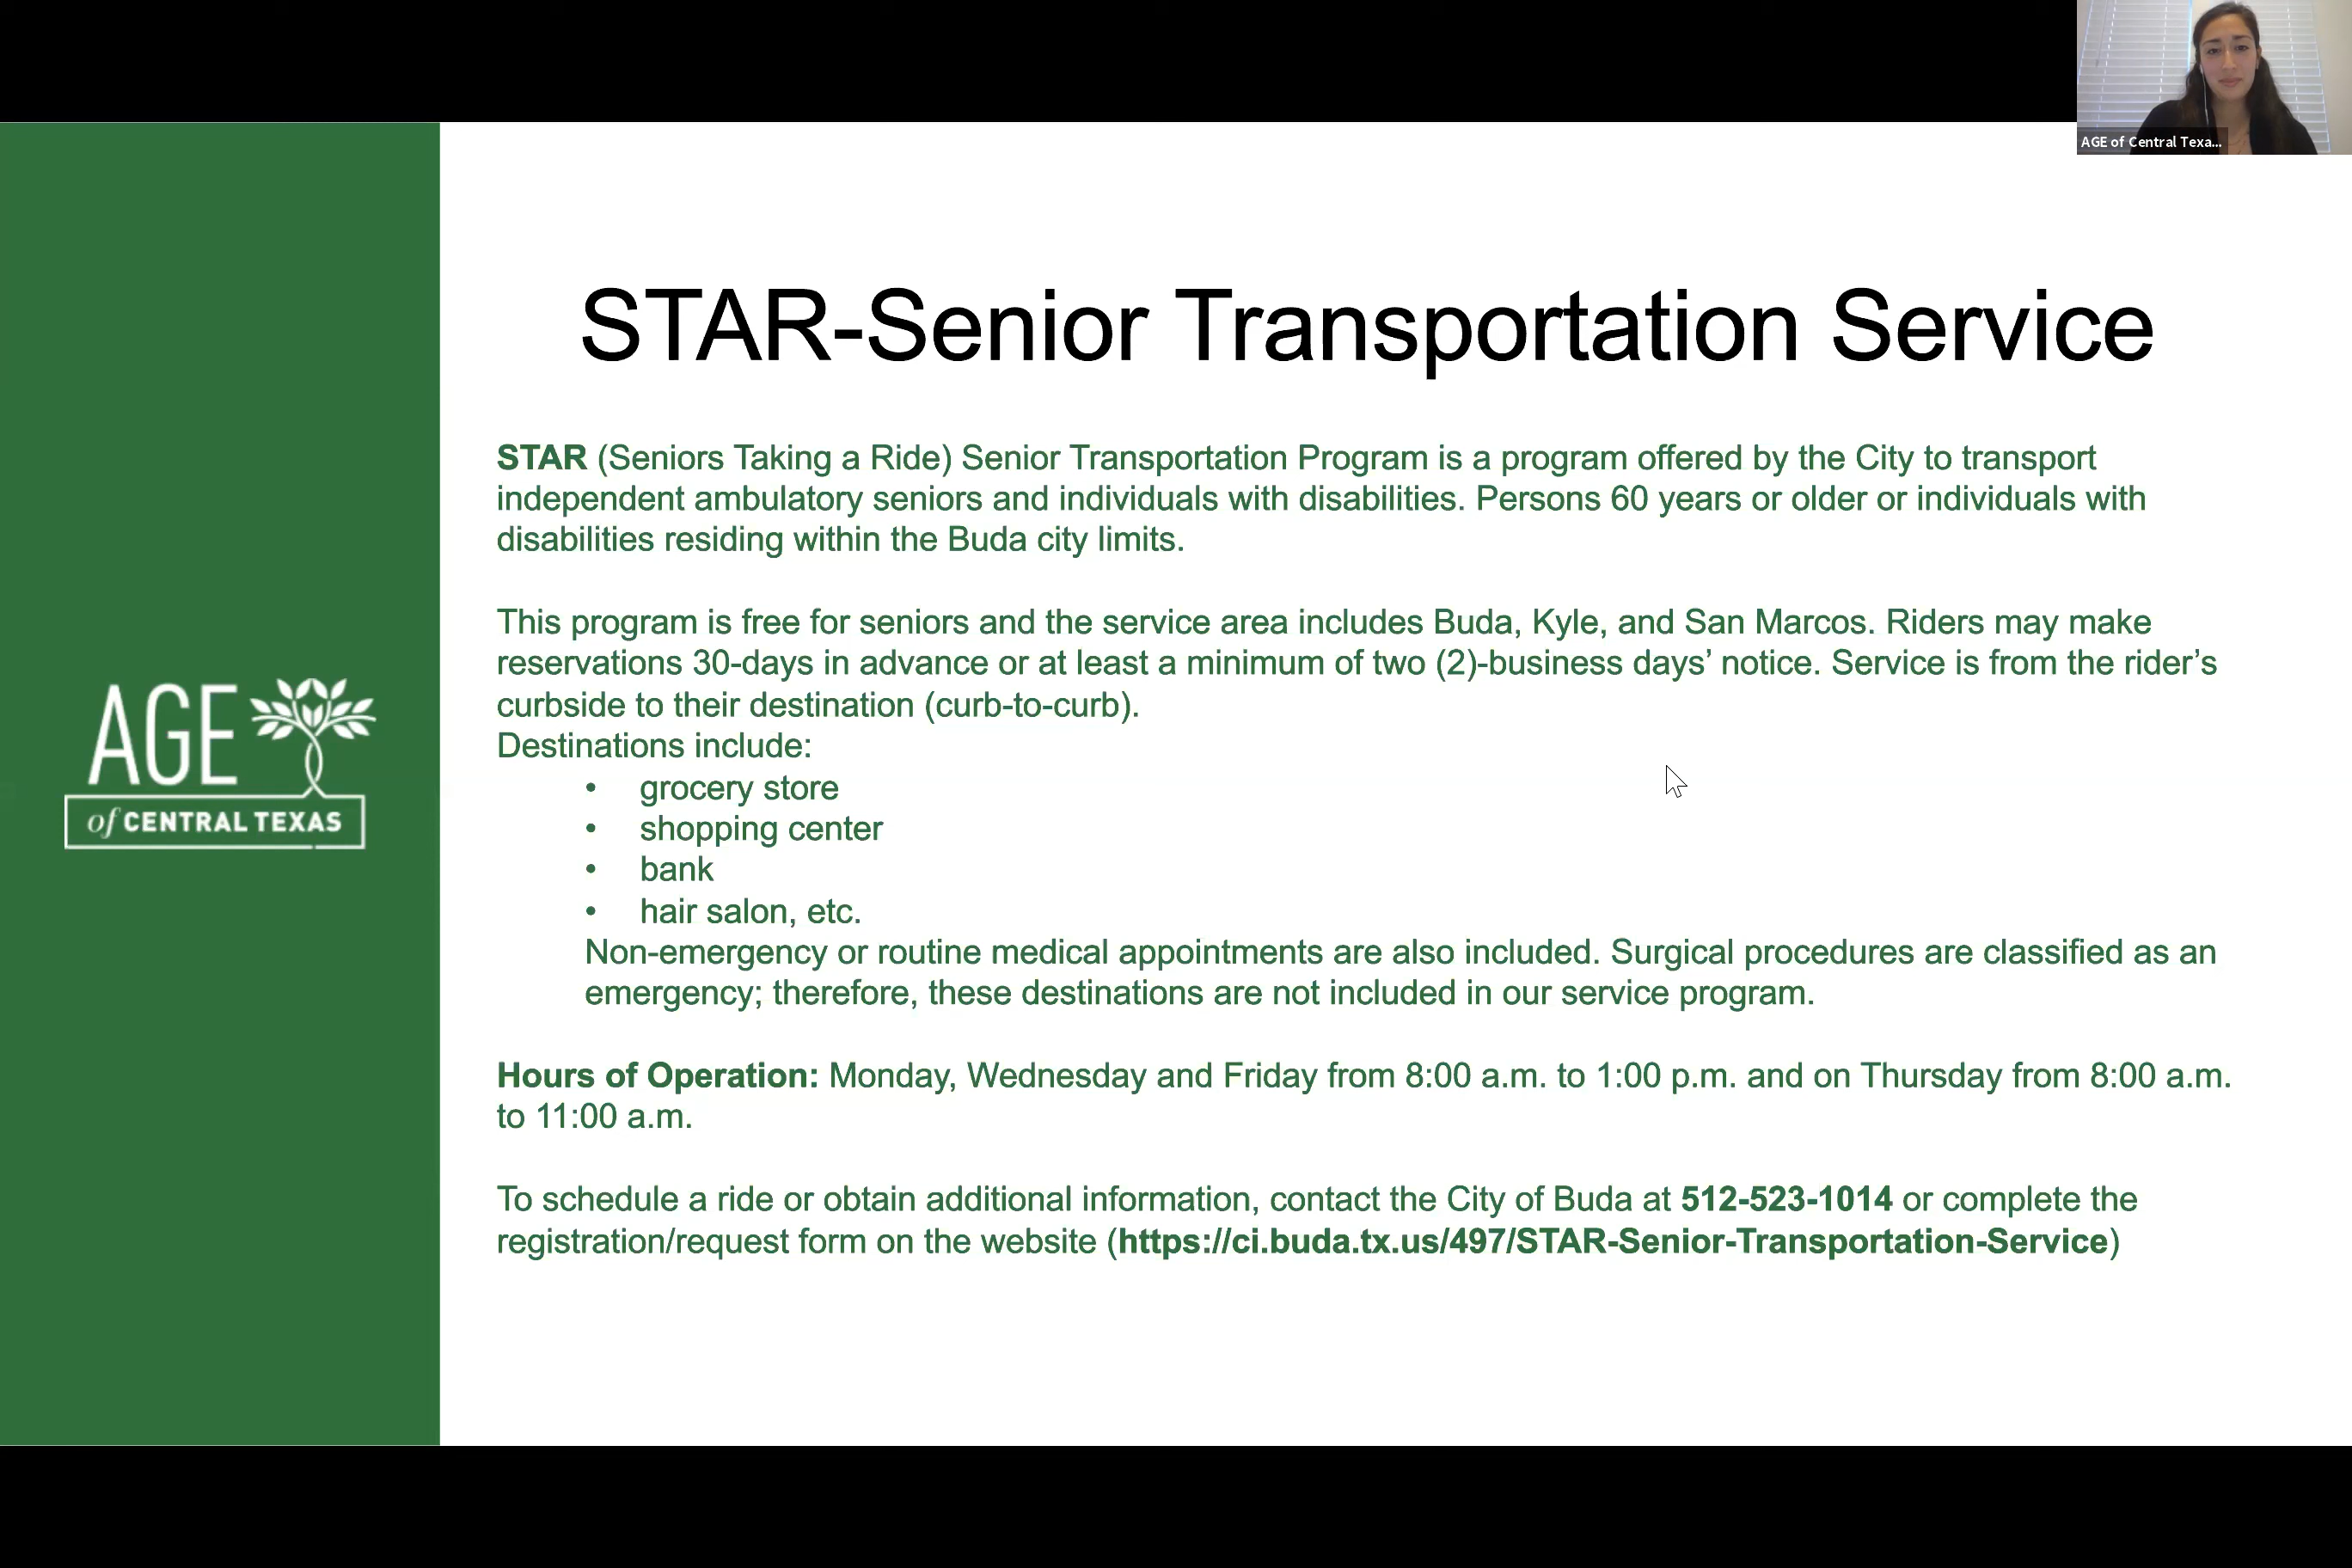 AGE of Central Texa...
STAR-Senior Transportation Service
STAR (Seniors Taking a Ride) Senior Transportation Program is a program offered by the City to transport
independent ambulatory seniors and individuals with disabilities. Persons 60 years or older or individuals with
disabilities residing within the Buda city limits.
This program is free for seniors and the service area includes Buda, Kyle, and San Marcos. Riders may make
reservations 30-days in advance or at least a minimum of two (2)-business days’ notice. Service is from the rider’s
curbside to their destination (curb-to-curb).
Destinations include:
• grocery store
• shopping center
• bank
• hair salon, etc.
Non-emergency or routine medical appointments are also included. Surgical procedures are classified as an
emergency; therefore, these destinations are not included in our service program.
Hours of Operation: Monday, Wednesday and Friday from 8:00 a.m. to 1:00 p.m. and on Thursday from 8:00 a.m.
to 11:00 a.m.
To schedule a ride or obtain additional information, contact the City of Buda at 512-523-1014 or complete the
registration/request form on the website (https://ci.buda.tx.us/497/STAR-Senior-Transportation-Service)
AGE
of CENTRAL TEXAS